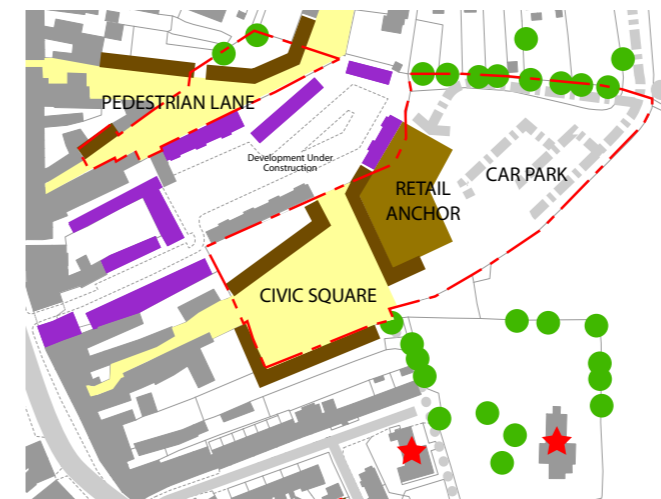 PEDESTRIAN LANE
Development Under
Construction
CAR PARK
RETAIL
ANCHOR
CIVIC SQUARE